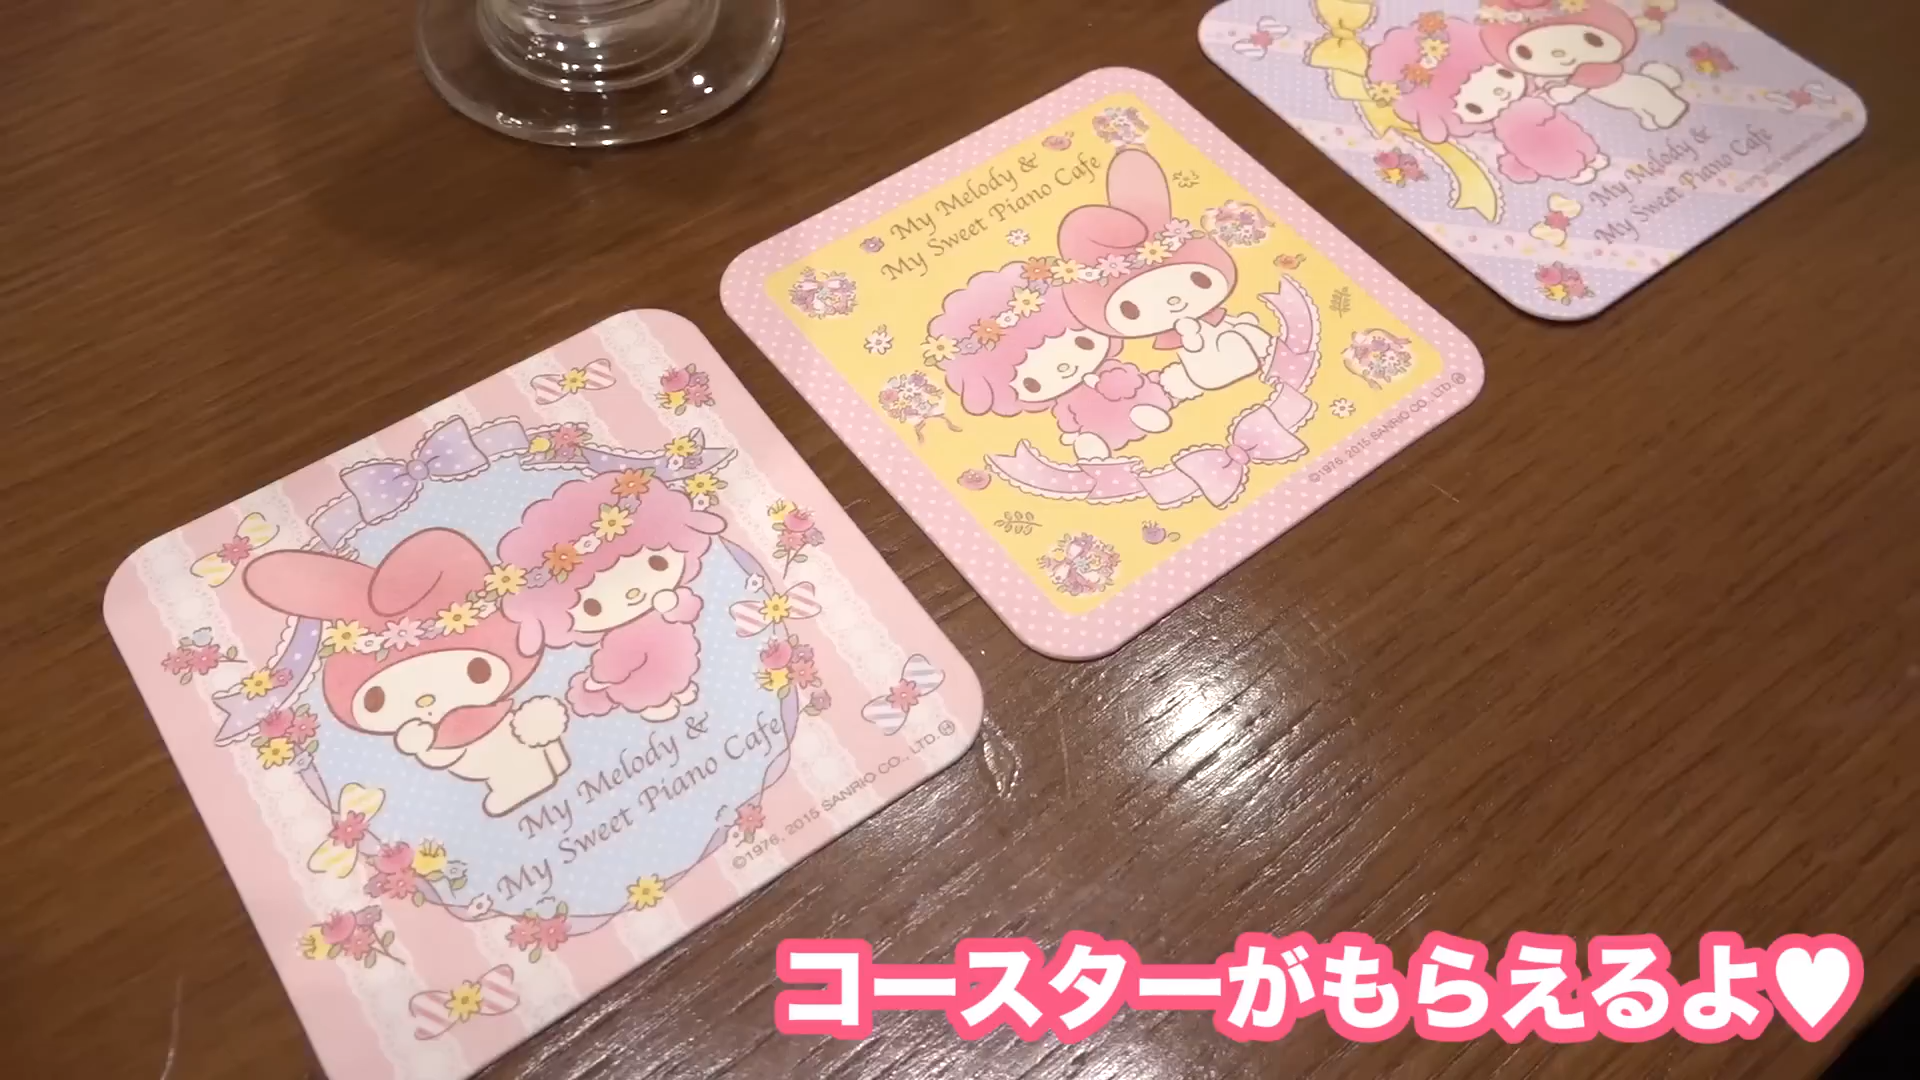 My Melody &
My Sweet Piano Cafe
My Melody &
My Sweet Piano Cafe
©1976, 2015 SANRIO CO., LTD.
My Melody &
My Sweet Piano Cafe
©1976, 2015 SANRIO CO., LTD.
コースターがもらえるよ♥